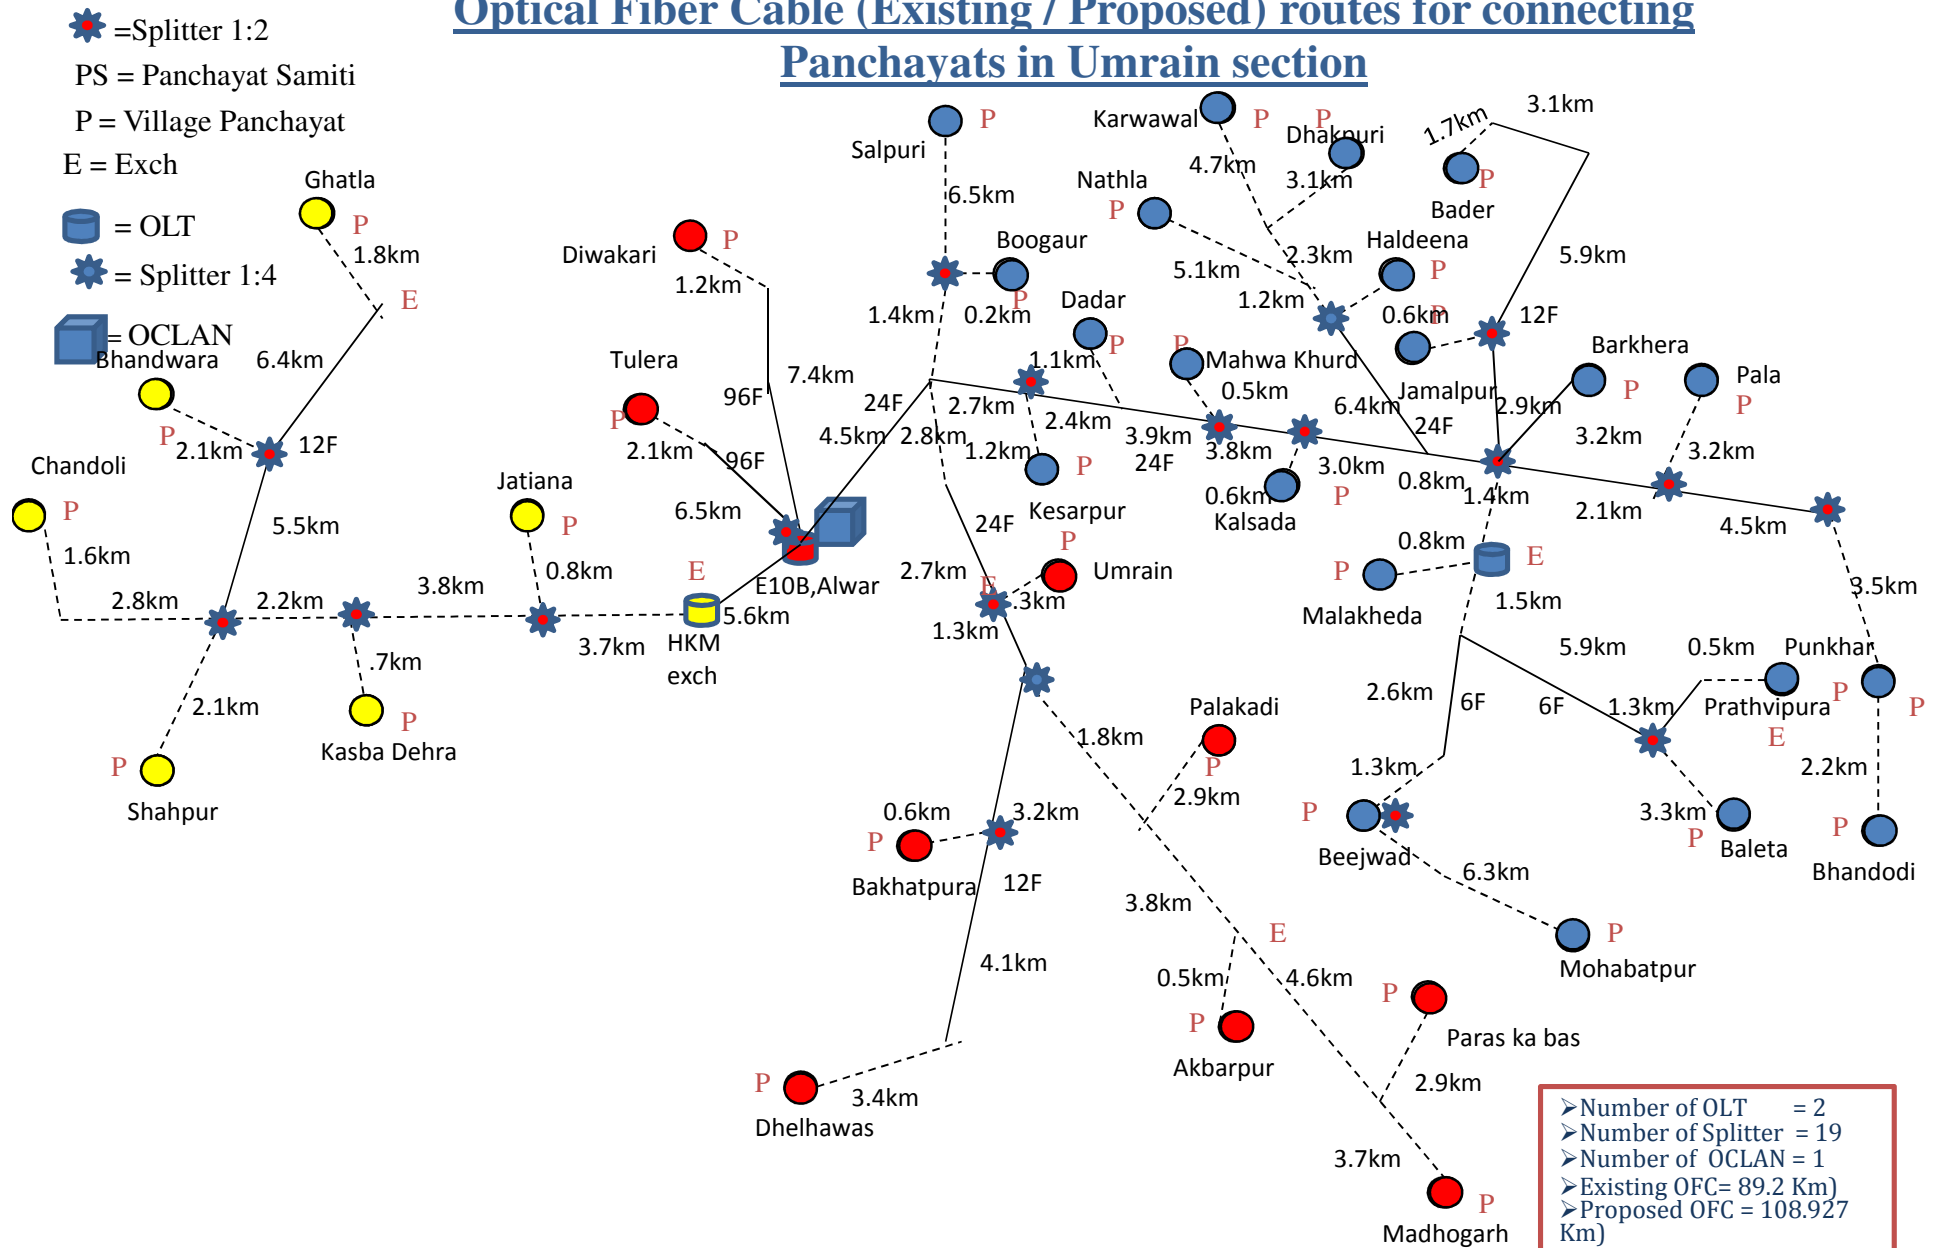 Optical Fiber Cable (Existing / Proposed) routes for connecting
Panchayats in Umrain section
=Splitter 1:2
PS = Panchayat Samiti
P = Village Panchayat
E = Exch
= OLT
= Splitter 1:4
= OCLAN
Ghatla
P
1.8km
E
6.4km
Bhandwara
P
2.1km
12F
Chandoli
P
1.6km
5.5km
2.8km
2.2km
3.8km
Jatiana
P
0.8km
3.7km
.7km
P
Kasba Dehra
2.1km
P
Shahpur
E
HKM
exch
5.6km
E10B,Alwar
Diwakari
P
1.2km
7.4km
96F
Tulera
P
2.1km
96F
6.5km
24F
4.5km
Salpuri
P
6.5km
Boogaur
P
0.2km
1.4km
1.1km
2.7km
2.8km
Dadar
P
2.4km
1.2km
P
Kesarpur
3.9km
24F
P
Mahwa Khurd
0.5km
3.8km
0.6km
Kalsada
P
3.0km
Karwawal
P
4.7km
P
Dhakpuri
3.1km
Nathla
P
5.1km
2.3km
1.2km
Haldeena
P
0.6km
6.4km
24F
0.8km
P
Jamalpur
2.9km
1.7km
3.1km
P
Bader
5.9km
12F
Barkhera
P
3.2km
Pala
P
3.2km
1.4km
2.1km
4.5km
3.5km
0.8km
E
P
Malakheda
1.5km
24F
2.7km
P
E
Umrain
.3km
1.3km
5.9km
0.5km
Punkhar
P
P
Prathvipura
E
2.6km
6F
6F
1.3km
1.3km
P
Beejwad
6.3km
P
Mohabatpur
3.3km
P
Baleta
2.2km
P
Bhandodi
Palakadi
P
1.8km
2.9km
0.6km
3.2km
P
Bakhatpura
12F
3.8km
E
4.1km
0.5km
4.6km
P
Akbarpur
P
Paras ka bas
2.9km
P
3.4km
Dhelhawas
3.7km
P
Madhogarh
➢Number of OLT = 2
➢Number of Splitter = 19
➢Number of OCLAN = 1
➢Existing OFC= 89.2 Km)
➢Proposed OFC = 108.927
Km)